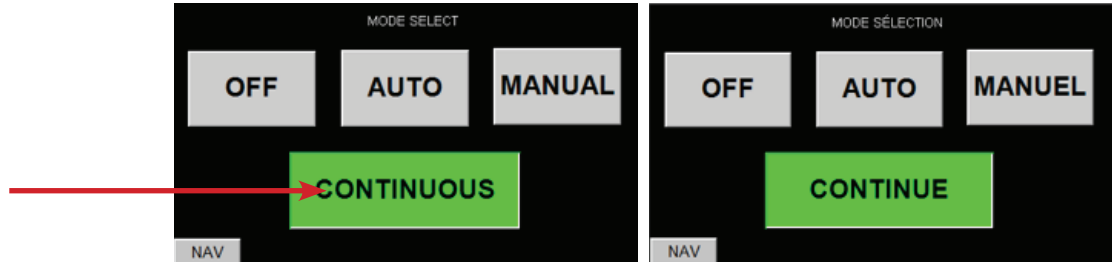 MODE SELECT
OFF AUTO MANUAL
CONTINUOUS
NAV
MODE SÉLECTION
OFF AUTO MANUEL
CONTINUE
NAV